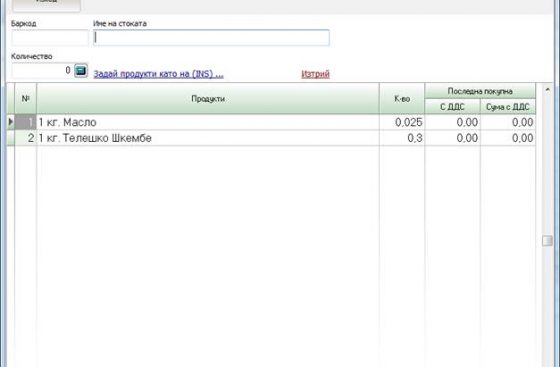 Изход
Баркод Име на стоката
Количество
0 Задай продукти като на (INS) ... Изтрий
№ Продукти К-во Последна покупна
С ДДС Сума с ДДС
1 1 кг. Масло 0,025 0,00 0,00
2 1 кг. Телешко Шкембе 0,3 0,00 0,00